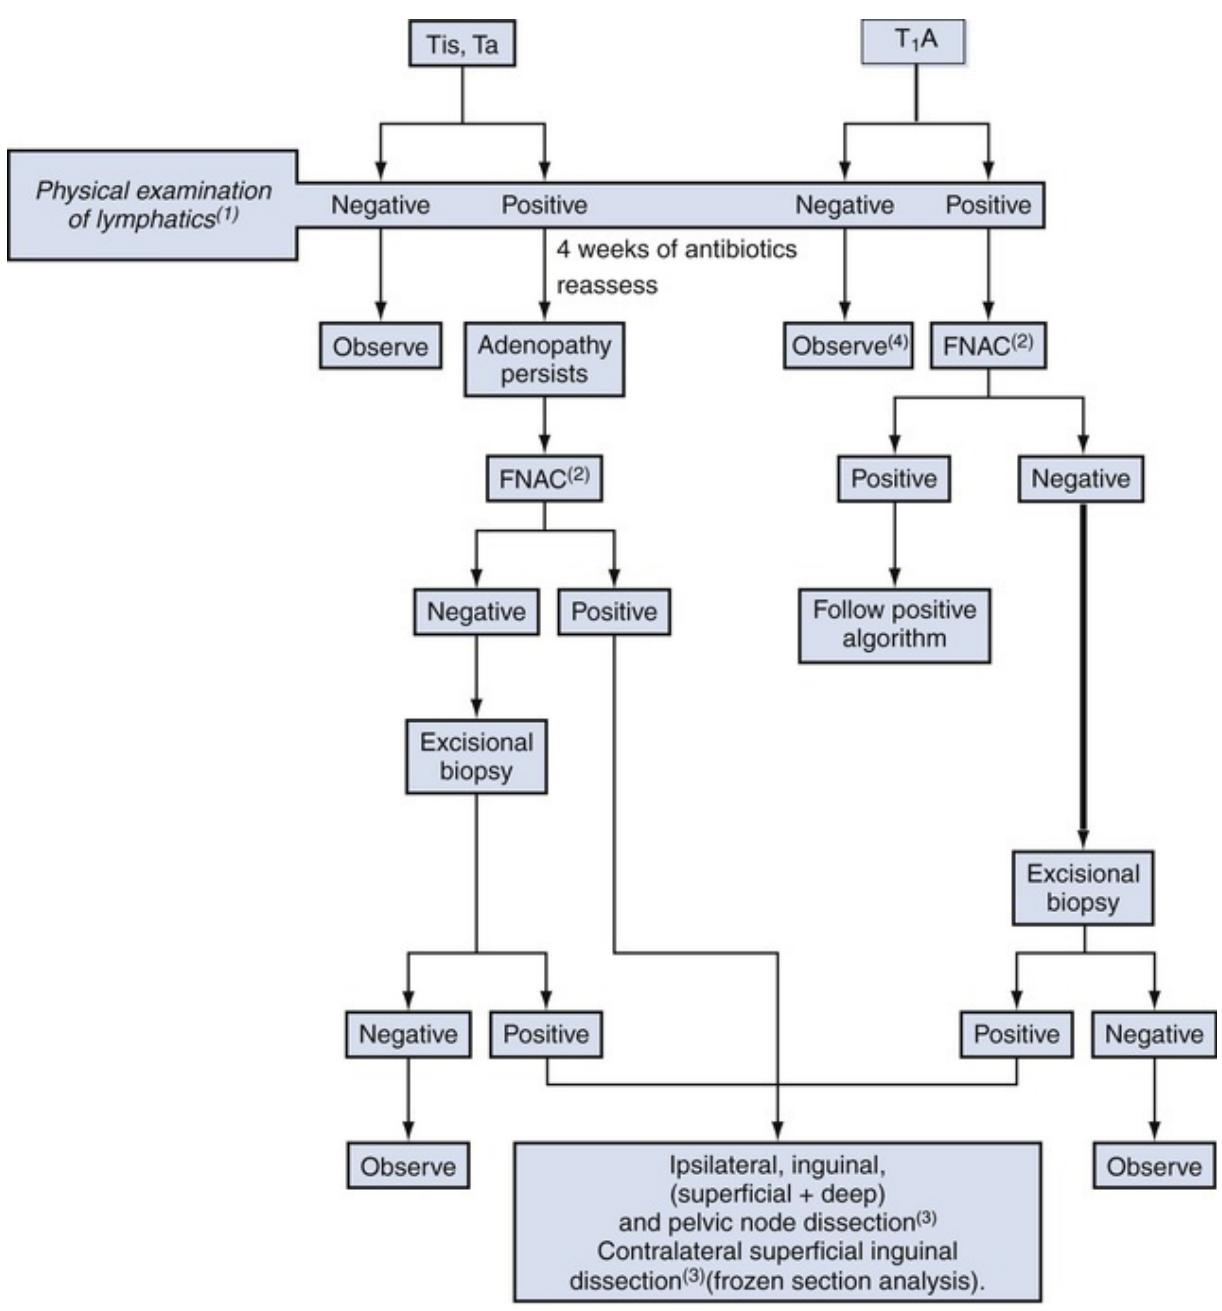 Tis, Ta
T₁A
Physical examination
of lymphatics(1)
Negative
Positive
Negative
Positive
4 weeks of antibiotics
reassess
Observe
Adenopathy
persists
Observe(4)
FNAC(2)
FNAC(2)
Positive
Negative
Negative
Positive
Follow positive
algorithm
Excisional
biopsy
Excisional
biopsy
Negative
Positive
Positive
Negative
Observe
Ipsilateral, inguinal,
(superficial + deep)
and pelvic node dissection(3)
Contralateral superficial inguinal
dissection(3)(frozen section analysis).
Observe